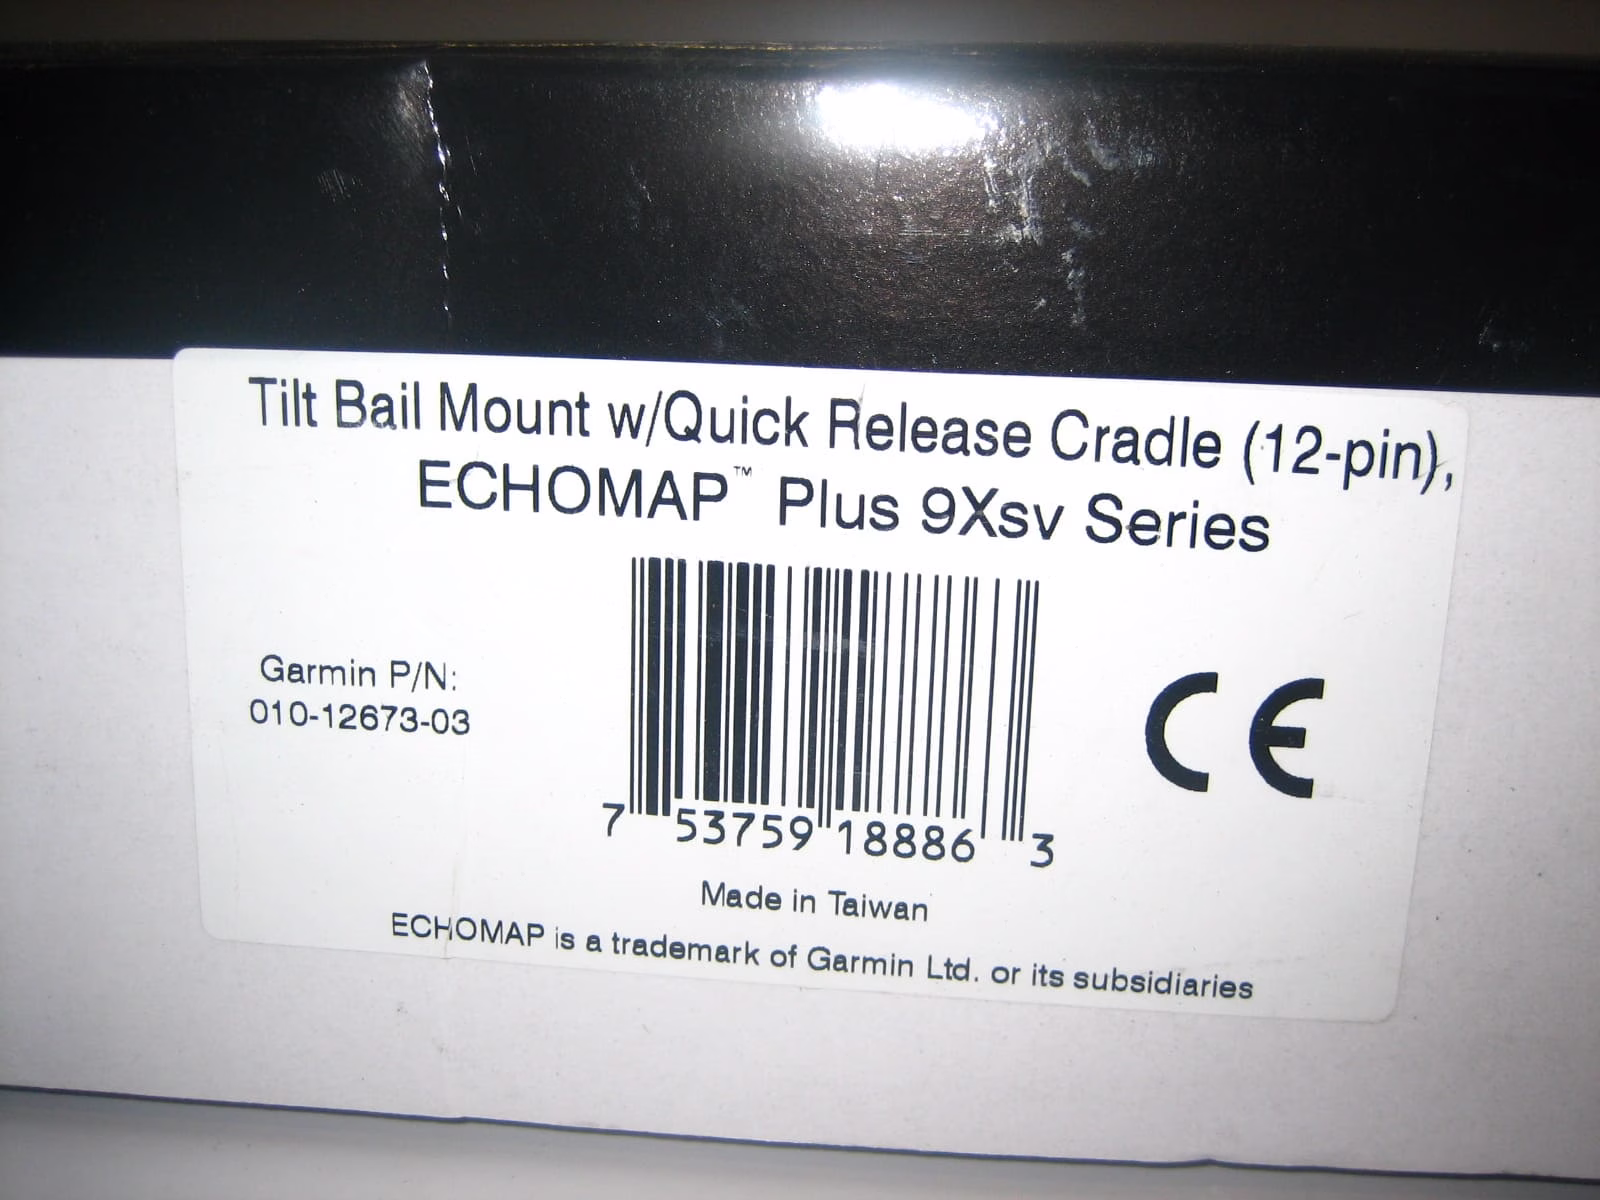 Tilt Bail Mount w/Quick Release Cradle (12-pin),
ECHOMAP™ Plus 9Xsv Series
Garmin P/N:
010-12673-03
7 53759 18886 3
CE
Made in Taiwan
ECHOMAP is a trademark of Garmin Ltd. or its subsidiaries